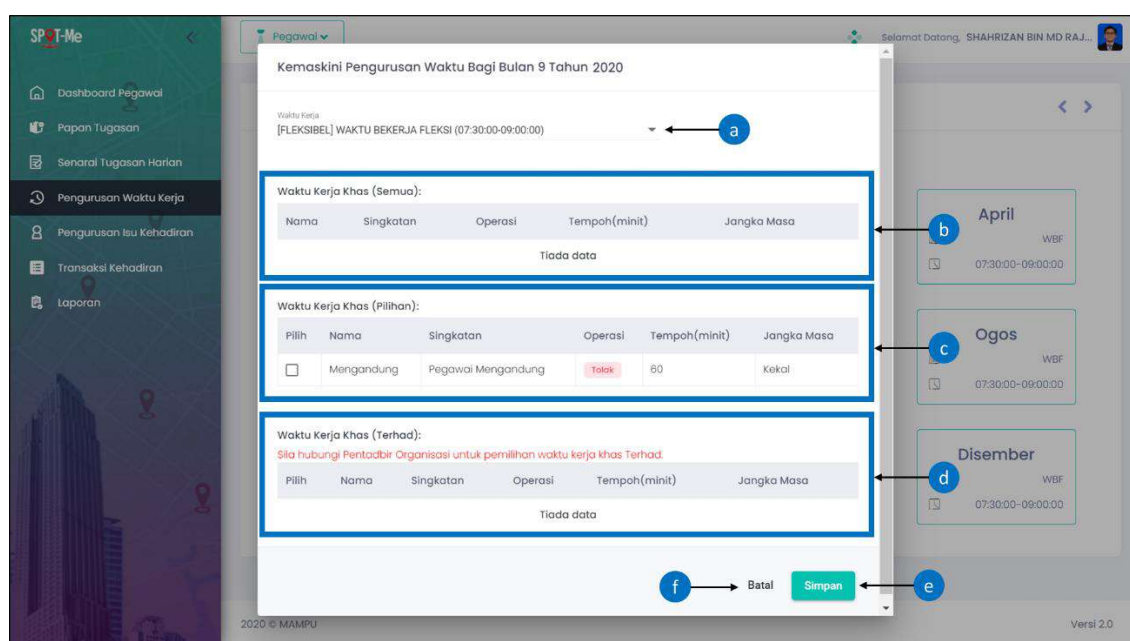 SPOT-Me
Pegawai
Selamat Datang, SHAHRIZAN BIN MD RAJ...
Dashboard Pegawai
Papan Tugasan
Senarai Tugasan Harian
Pengurusan Waktu Kerja
Pengurusan Isu Kehadiran
Transaksi Kehadiran
Laporan
Kemaskini Pengurusan Waktu Bagi Bulan 9 Tahun 2020
Waktu Kerja
[FLEKSIBEL] WAKTU BEKERJA FLEKSI (07:30:00-09:00:00)
a
Waktu Kerja Khas (Semua):
Nama Singkatan Operasi Tempoh(minit) Jangka Masa
Tiada data
b
April
WBF
07:30:00-09:00:00
Waktu Kerja Khas (Pilihan):
Pilih Nama Singkatan Operasi Tempoh(minit) Jangka Masa
Mengandung Pegawai Mengandung Tolak 60 Kekal
c
Ogos
WBF
07:30:00-09:00:00
Waktu Kerja Khas (Terhad):
Sila hubungi Pentadbir Organisasi untuk pemilihan waktu kerja khas Terhad.
Pilih Nama Singkatan Operasi Tempoh(minit) Jangka Masa
Tiada data
d
Disember
WBF
07:30:00-09:00:00
f
Batal
Simpan
e
2020 © MAMPU
Versi 2.0